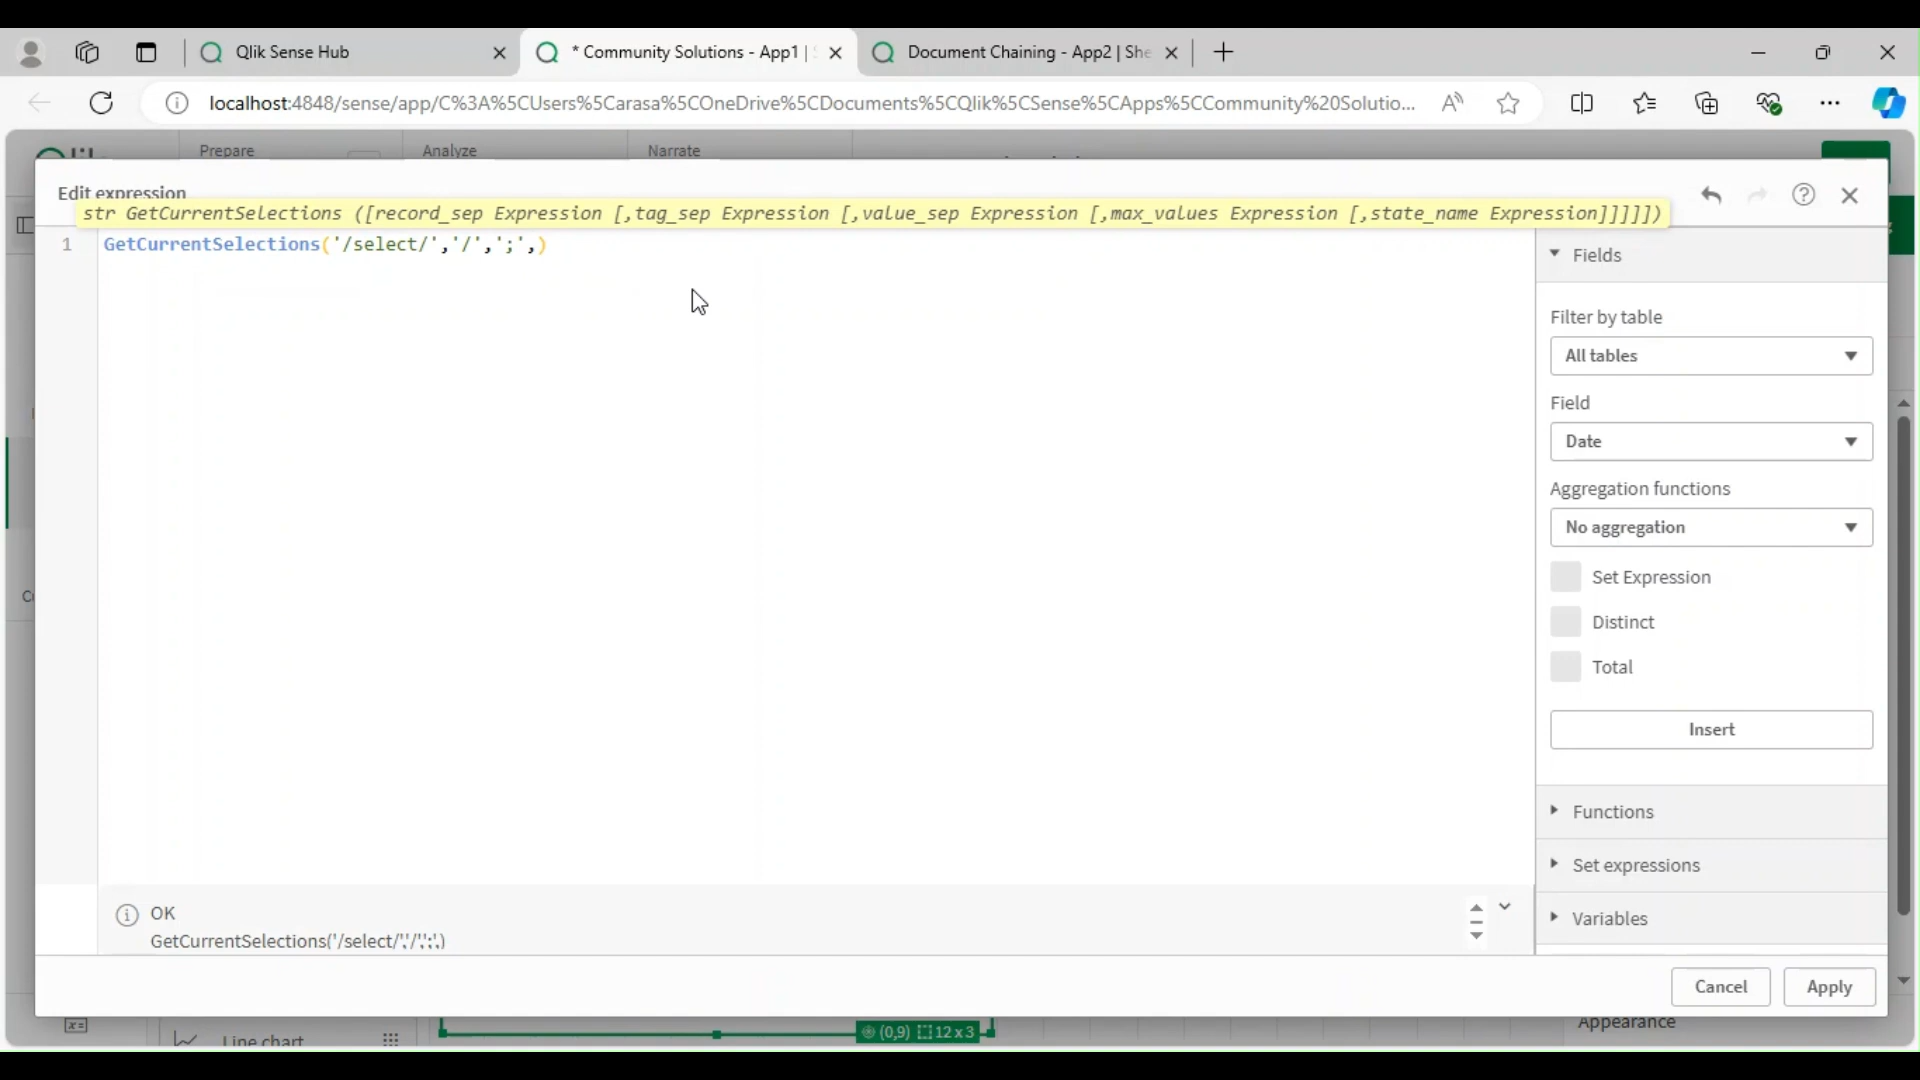 Qlik Sense Hub
* Community Solutions - App1 | S
Document Chaining - App2 | She
localhost:4848/sense/app/C%3A%5CUsers%5Carasa%5COneDrive%5CDocuments%5CQlik%5CSense%5CApps%5CCommunity%20Solutio...
Prepare
Analyze
Narrate
Edit expression
str GetCurrentSelections ([record_sep Expression [,tag_sep Expression [,value_sep Expression [,max_values Expression [,state_name Expression]]]]])
1 GetCurrentSelections('/select/','/',';',)
Fields
Filter by table
All tables
Field
Date
Aggregation functions
No aggregation
Set Expression
Distinct
Total
Insert
Functions
Set expressions
Variables
OK
GetCurrentSelections('/select/','/',';',)
Cancel
Apply
Line chart
(0,9) 12 x 3
Appearance